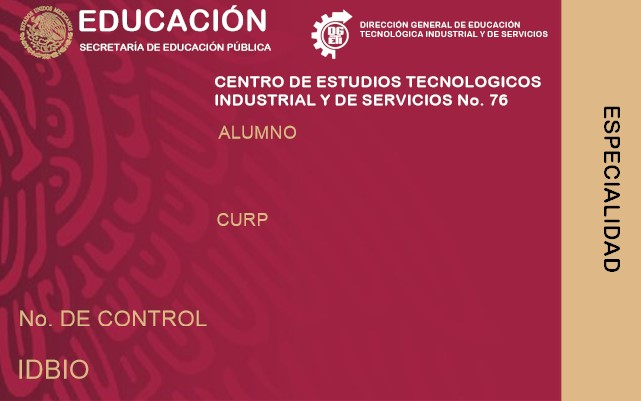 EDUCACIÓN
SECRETARÍA DE EDUCACIÓN PÚBLICA
DIRECCIÓN GENERAL DE EDUCACIÓN
TECNOLÓGICA INDUSTRIAL Y DE SERVICIOS
CENTRO DE ESTUDIOS TECNOLOGICOS
INDUSTRIAL Y DE SERVICIOS No. 76
ALUMNO
CURP
No. DE CONTROL
IDBIO
ESPECIALIDAD